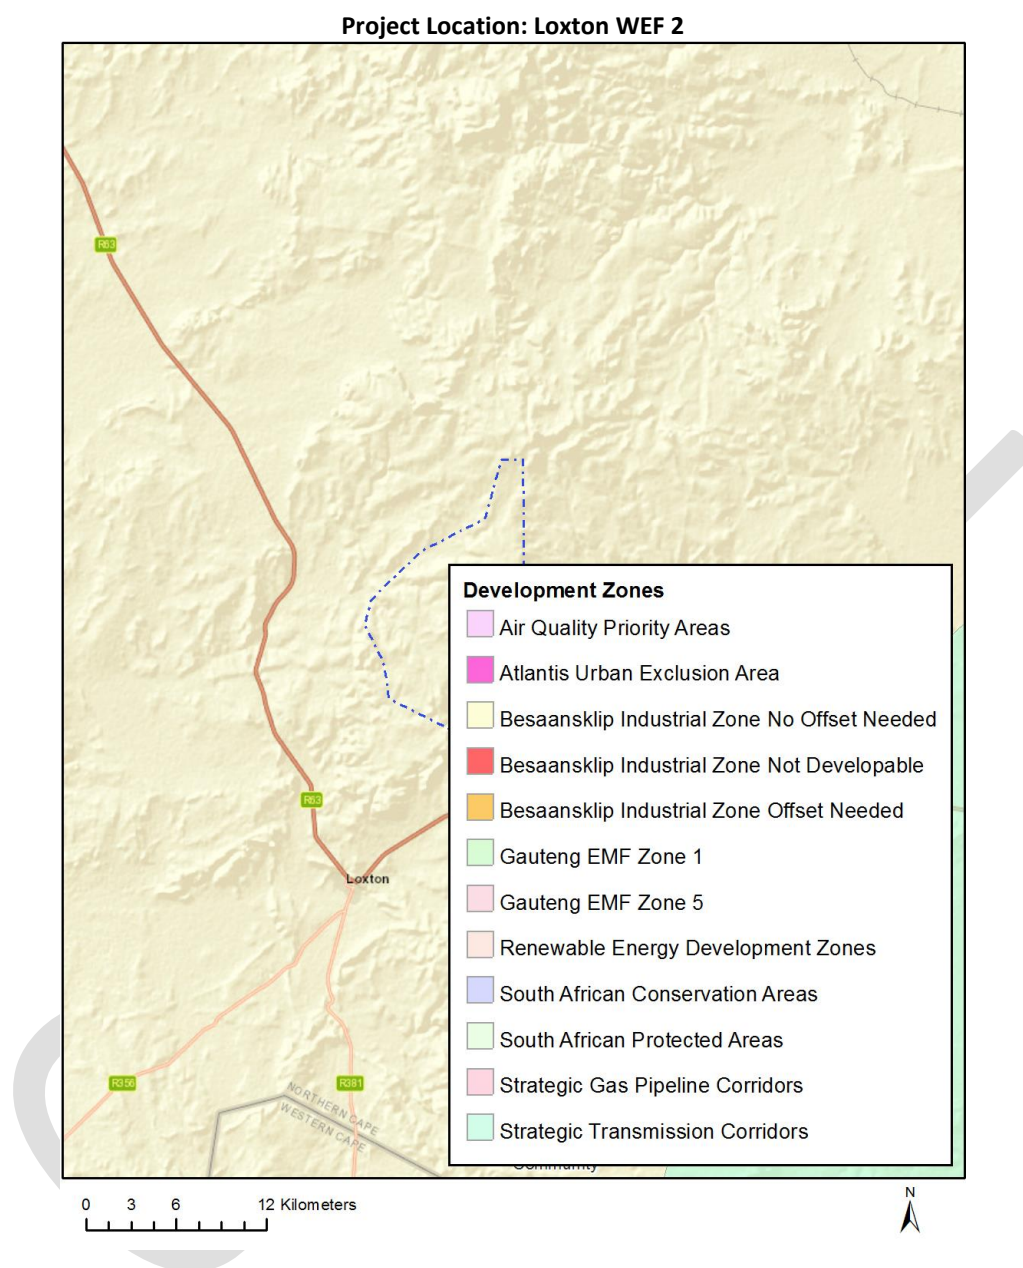 Project Location: Loxton WEF 2
R63
Development Zones
Air Quality Priority Areas
Atlantis Urban Exclusion Area
Besaansklip Industrial Zone No Offset Needed
Besaansklip Industrial Zone Not Developable
R63
Besaansklip Industrial Zone Offset Needed
Gauteng EMF Zone 1
Loxton
Gauteng EMF Zone 5
Renewable Energy Development Zones
South African Conservation Areas
South African Protected Areas
R356
R381
Strategic Gas Pipeline Corridors
NORTHERN CAPE
WESTERN CAPE
Strategic Transmission Corridors
Community
0 3 6 12 Kilometers
N